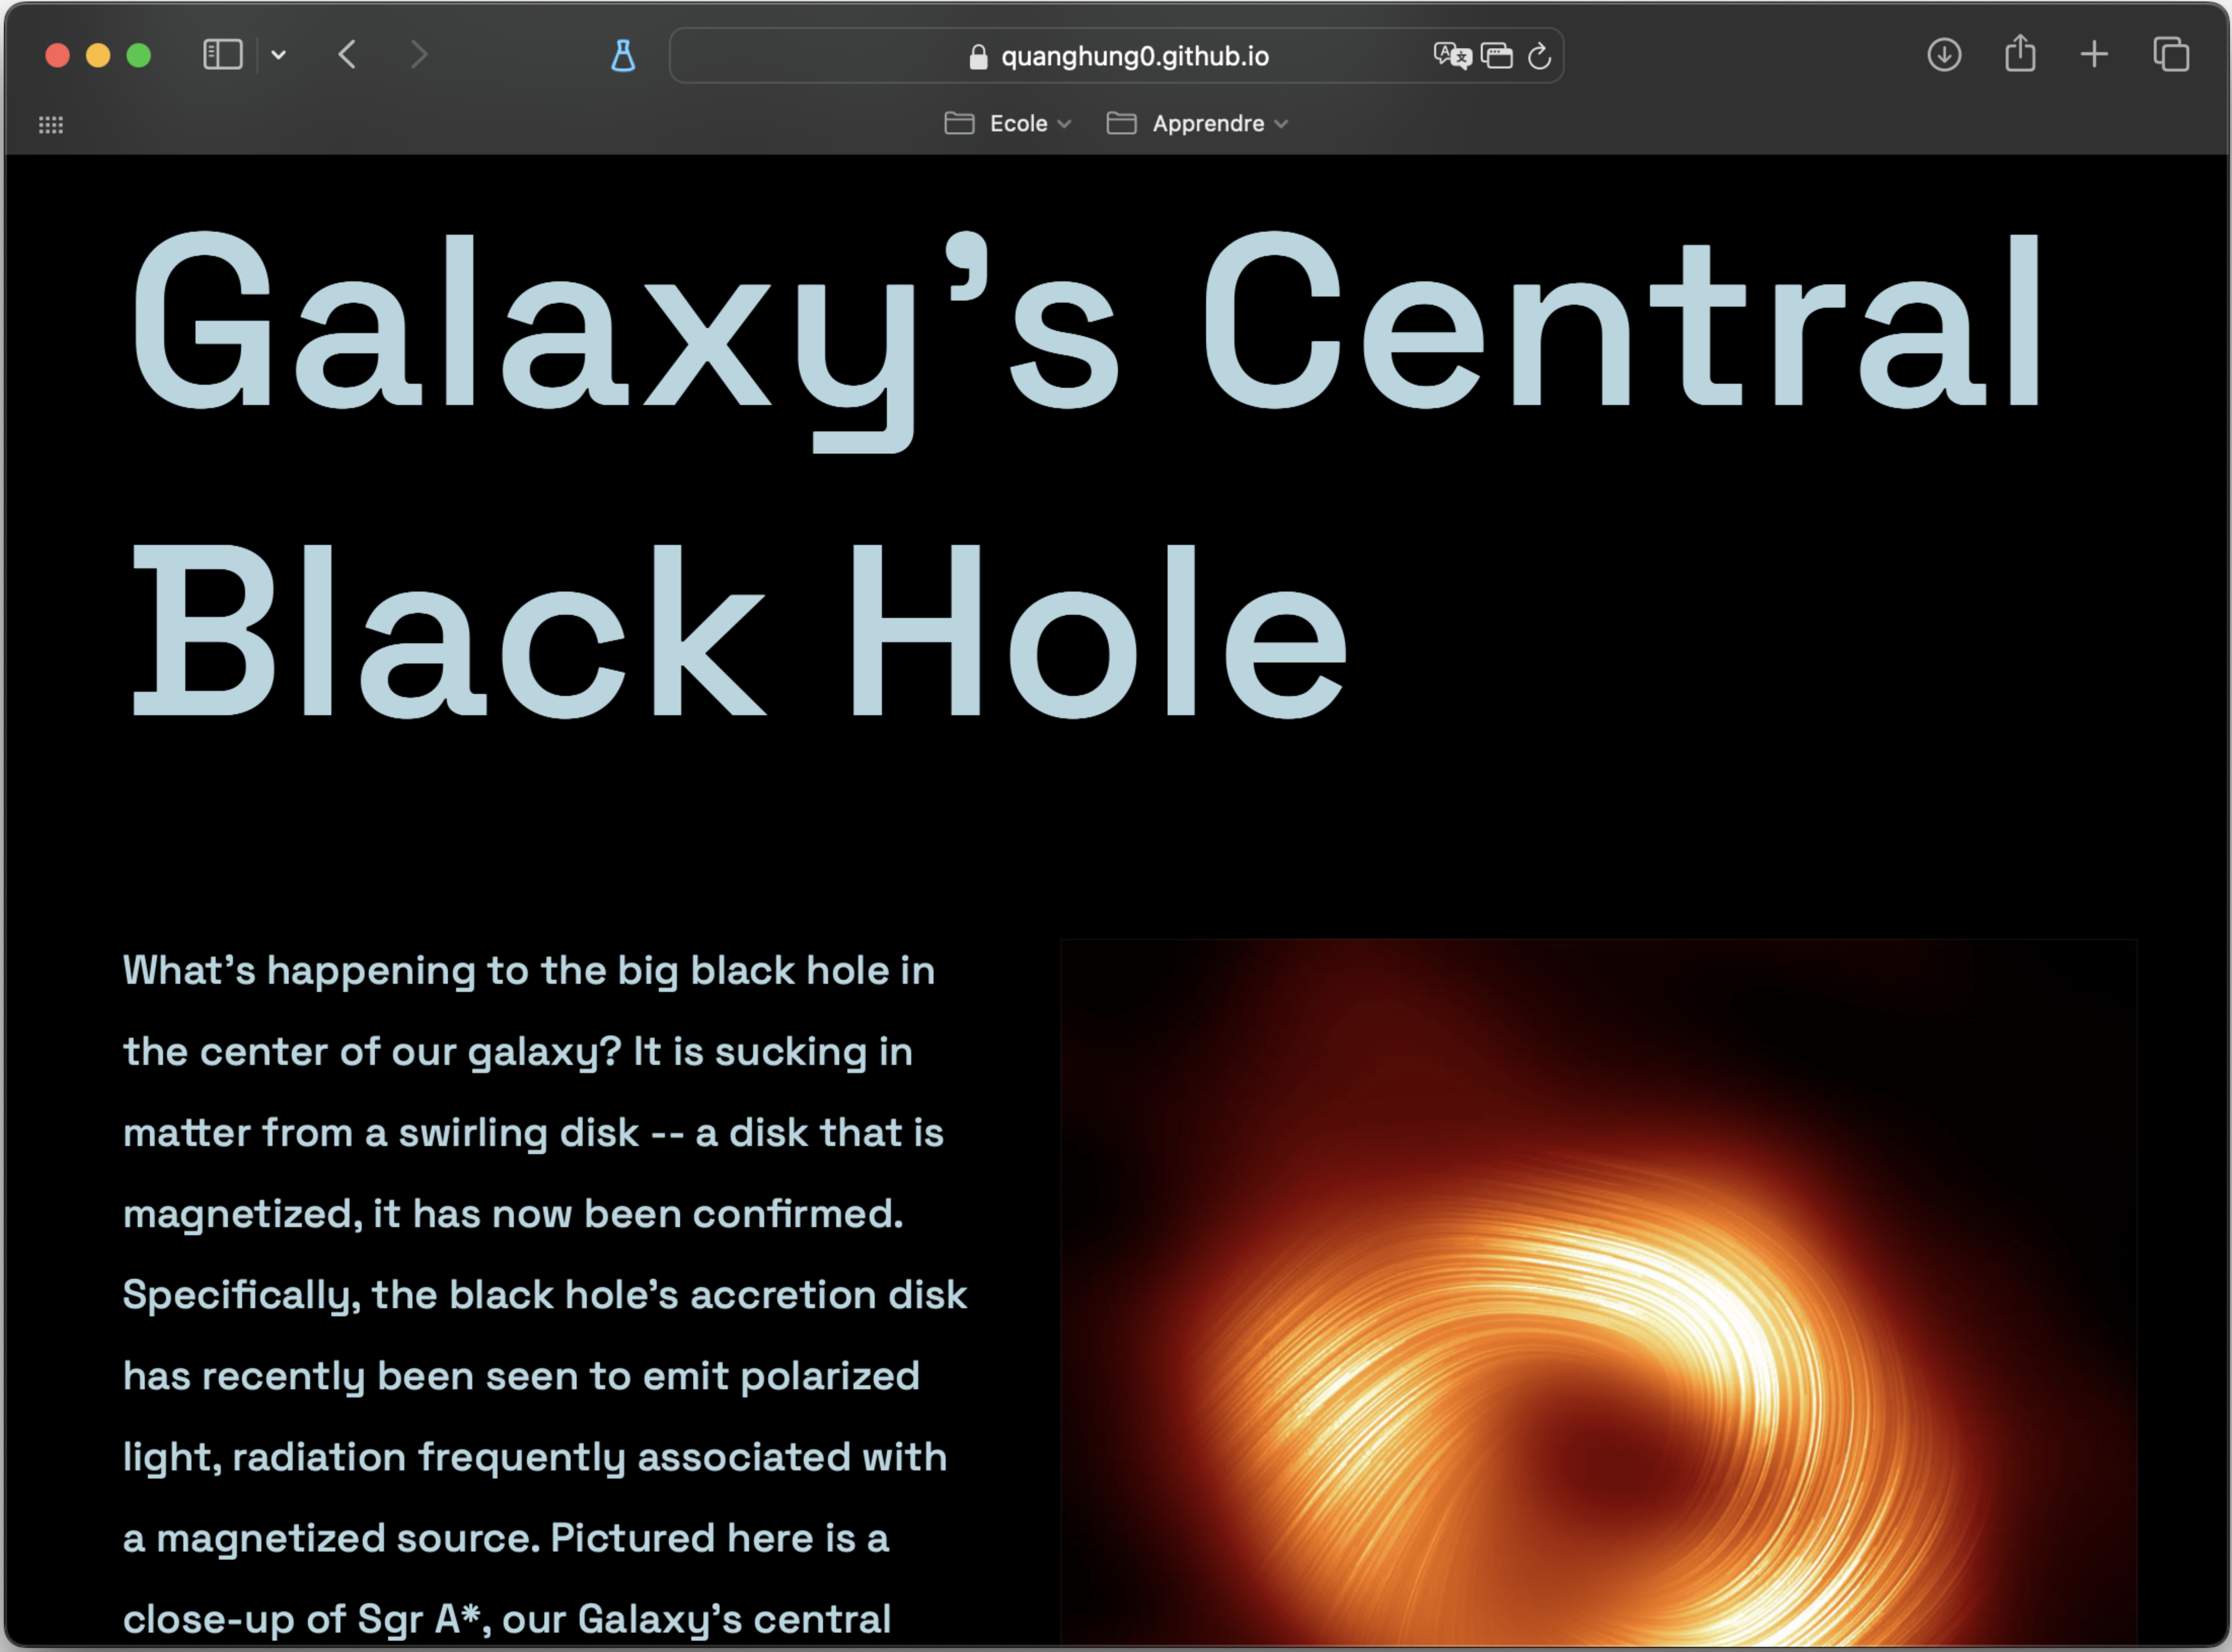 quanghung0.github.io
Ecole
Apprendre
Galaxy’s Central
Black Hole
What’s happening to the big black hole in
the center of our galaxy? It is sucking in
matter from a swirling disk -- a disk that is
magnetized, it has now been confirmed.
Specifically, the black hole’s accretion disk
has recently been seen to emit polarized
light, radiation frequently associated with
a magnetized source. Pictured here is a
close-up of Sgr A*, our Galaxy’s central